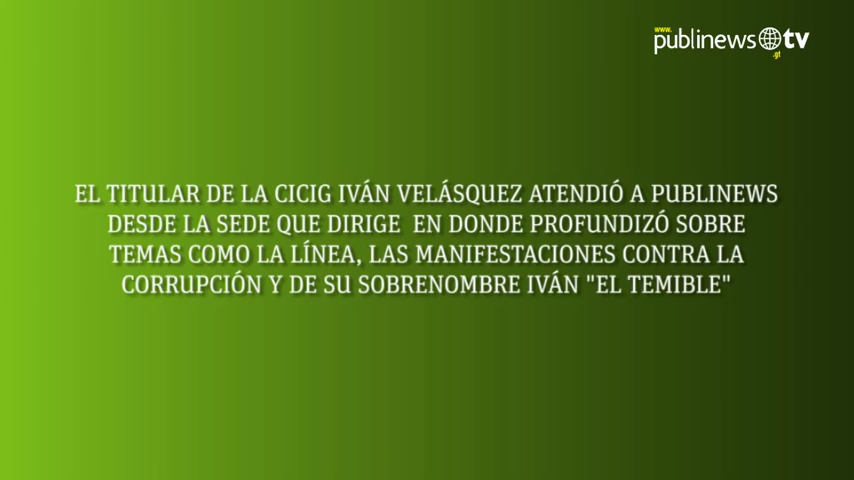 www.
publinews tv
.gt
EL TITULAR DE LA CICIG IVÁN VELÁSQUEZ ATENDIÓ A PUBLINEWS
DESDE LA SEDE QUE DIRIGE  EN DONDE PROFUNDIZÓ SOBRE
TEMAS COMO LA LÍNEA, LAS MANIFESTACIONES CONTRA LA
CORRUPCIÓN Y DE SU SOBRENOMBRE IVÁN "EL TEMIBLE"